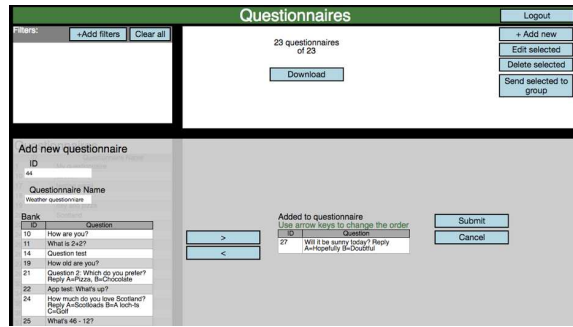 Questionnaires
Logout
Filters:
+Add filters
Clear all
23 questionnaires
of 23
Download
+ Add new
Edit selected
Delete selected
Send selected to
group
Add new questionnaire
ID
44
Questionnaire Name
Weather questionniare
Bank
ID Question
10 How are you?
11 What is 2+2?
14 Question test
19 How old are you?
21 Question 2: Which do you prefer?
Reply A=Pizza, B=Chocolate
22 App test: What's up?
24 How much do you love Scotland?
Reply A=Scotloads B=A loch-ts
C=Golf
25 What's 46 - 12?
>
<
Added to questionnaire
Use arrow keys to change the order
ID Question
27 Will it be sunny today? Reply
A=Hopefully B=Doubtful
Submit
Cancel